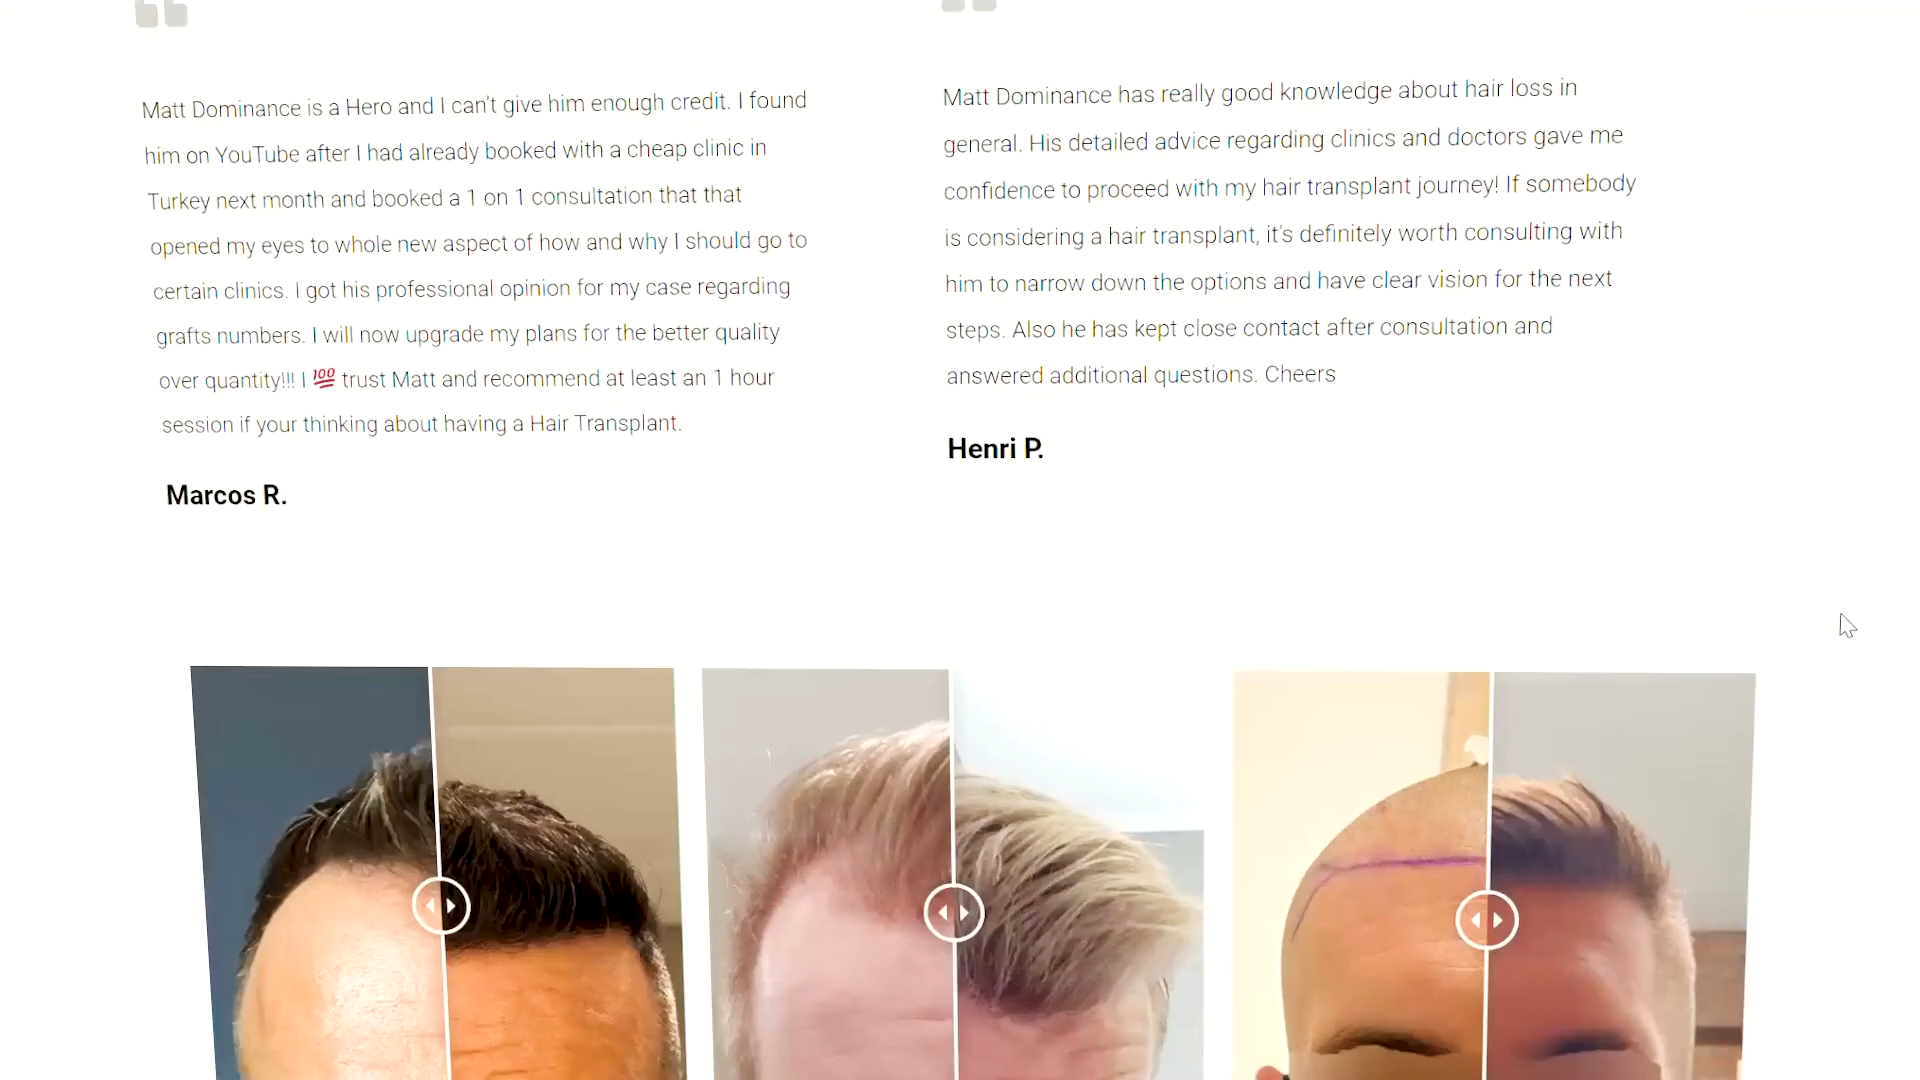 Matt Dominance is a Hero and I can't give him enough credit. I found
him on YouTube after I had already booked with a cheap clinic in
Turkey next month and booked a 1 on 1 consultation that that
opened my eyes to whole new aspect of how and why I should go to
certain clinics. I got his professional opinion for my case regarding
grafts numbers. I will now upgrade my plans for the better quality
over quantity!!! I 💯 trust Matt and recommend at least an 1 hour
session if your thinking about having a Hair Transplant.
Marcos R.
Matt Dominance has really good knowledge about hair loss in
general. His detailed advice regarding clinics and doctors gave me
confidence to proceed with my hair transplant journey! If somebody
is considering a hair transplant, it's definitely worth consulting with
him to narrow down the options and have clear vision for the next
steps. Also he has kept close contact after consultation and
answered additional questions. Cheers
Henri P.